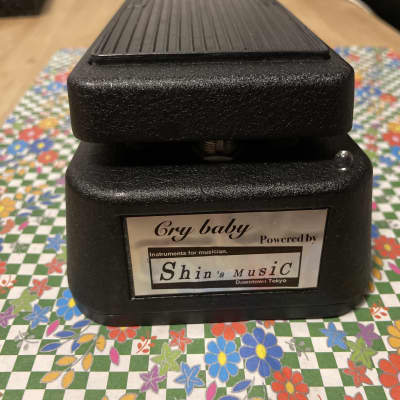 Cry baby
Powered by
Instruments for musician.
Shin's MusiC
Downtown Tokyo